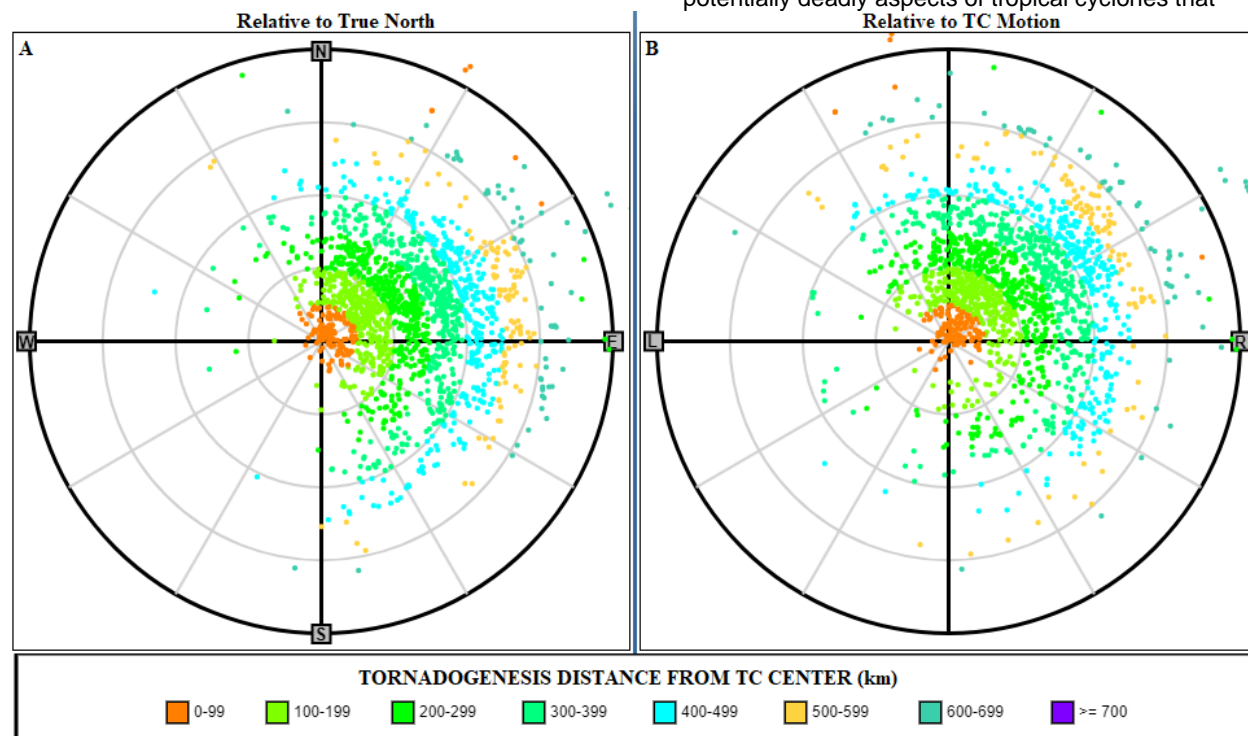 potentially deadly aspects of tropical cyclones that
Relative to True North
Relative to TC Motion
A
N
W
E
S
B
L
R
TORNADOGENESIS DISTANCE FROM TC CENTER (km)
0-99
100-199
200-299
300-399
400-499
500-599
600-699
>= 700